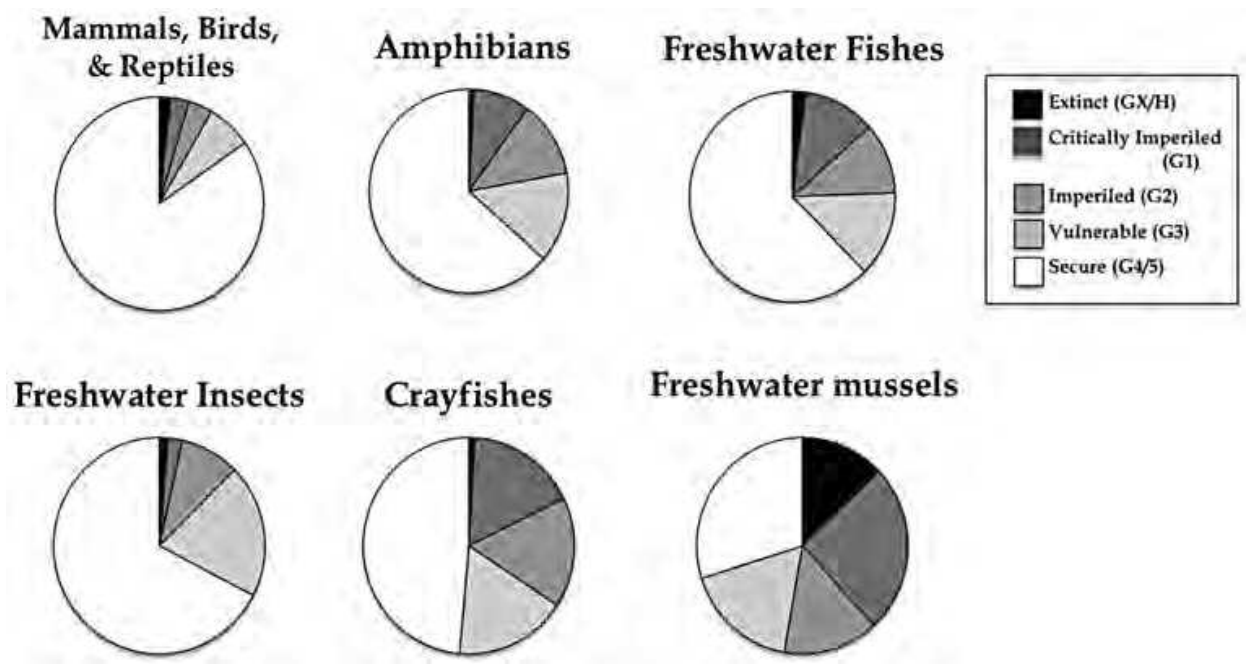 Mammals, Birds,
& Reptiles
Amphibians
Freshwater Fishes
Extinct (GX/H)
Critically Imperiled
(G1)
Imperiled (G2)
Vulnerable (G3)
Secure (G4/5)
Freshwater Insects
Crayfishes
Freshwater mussels